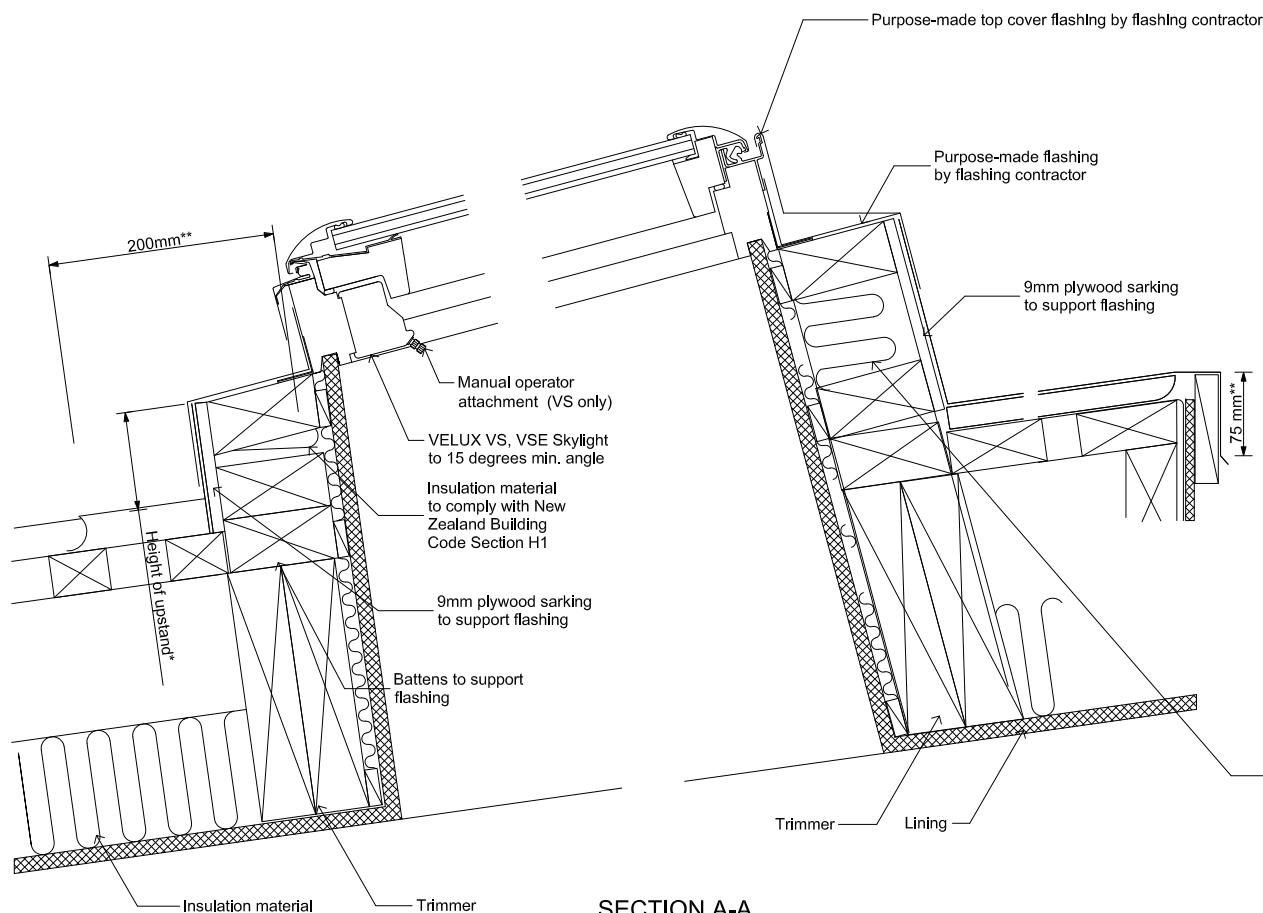 Purpose-made top cover flashing by flashing contractor
Purpose-made flashing
by flashing contractor
200mm**
9mm plywood sarking
to support flashing
Manual operator
attachment (VS only)
75 mm**
VELUX VS, VSE Skylight
to 15 degrees min. angle
Insulation material
to comply with New
Zealand Building
Code Section H1
Height of upstand*
9mm plywood sarking
to support flashing
Battens to support
flashing
Trimmer
Lining
Insulation material
Trimmer
SECTION A-A